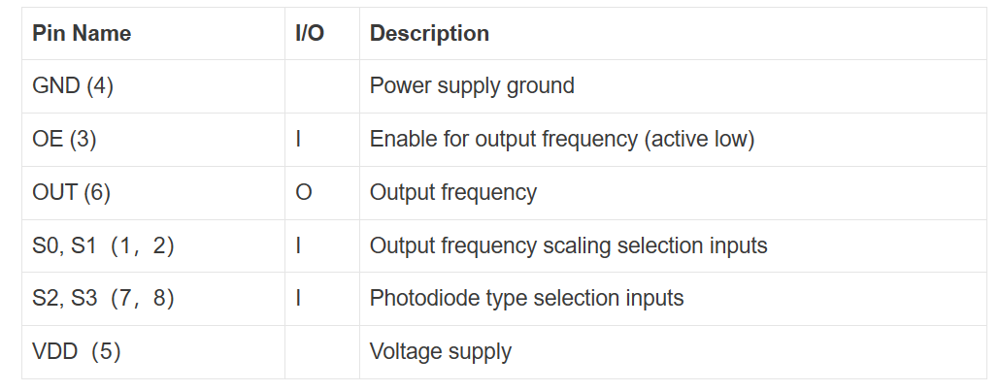 Pin Name I/O Description
GND (4) Power supply ground
OE (3) I Enable for output frequency (active low)
OUT (6) O Output frequency
S0, S1（1，2） I Output frequency scaling selection inputs
S2, S3（7，8） I Photodiode type selection inputs
VDD（5） Voltage supply